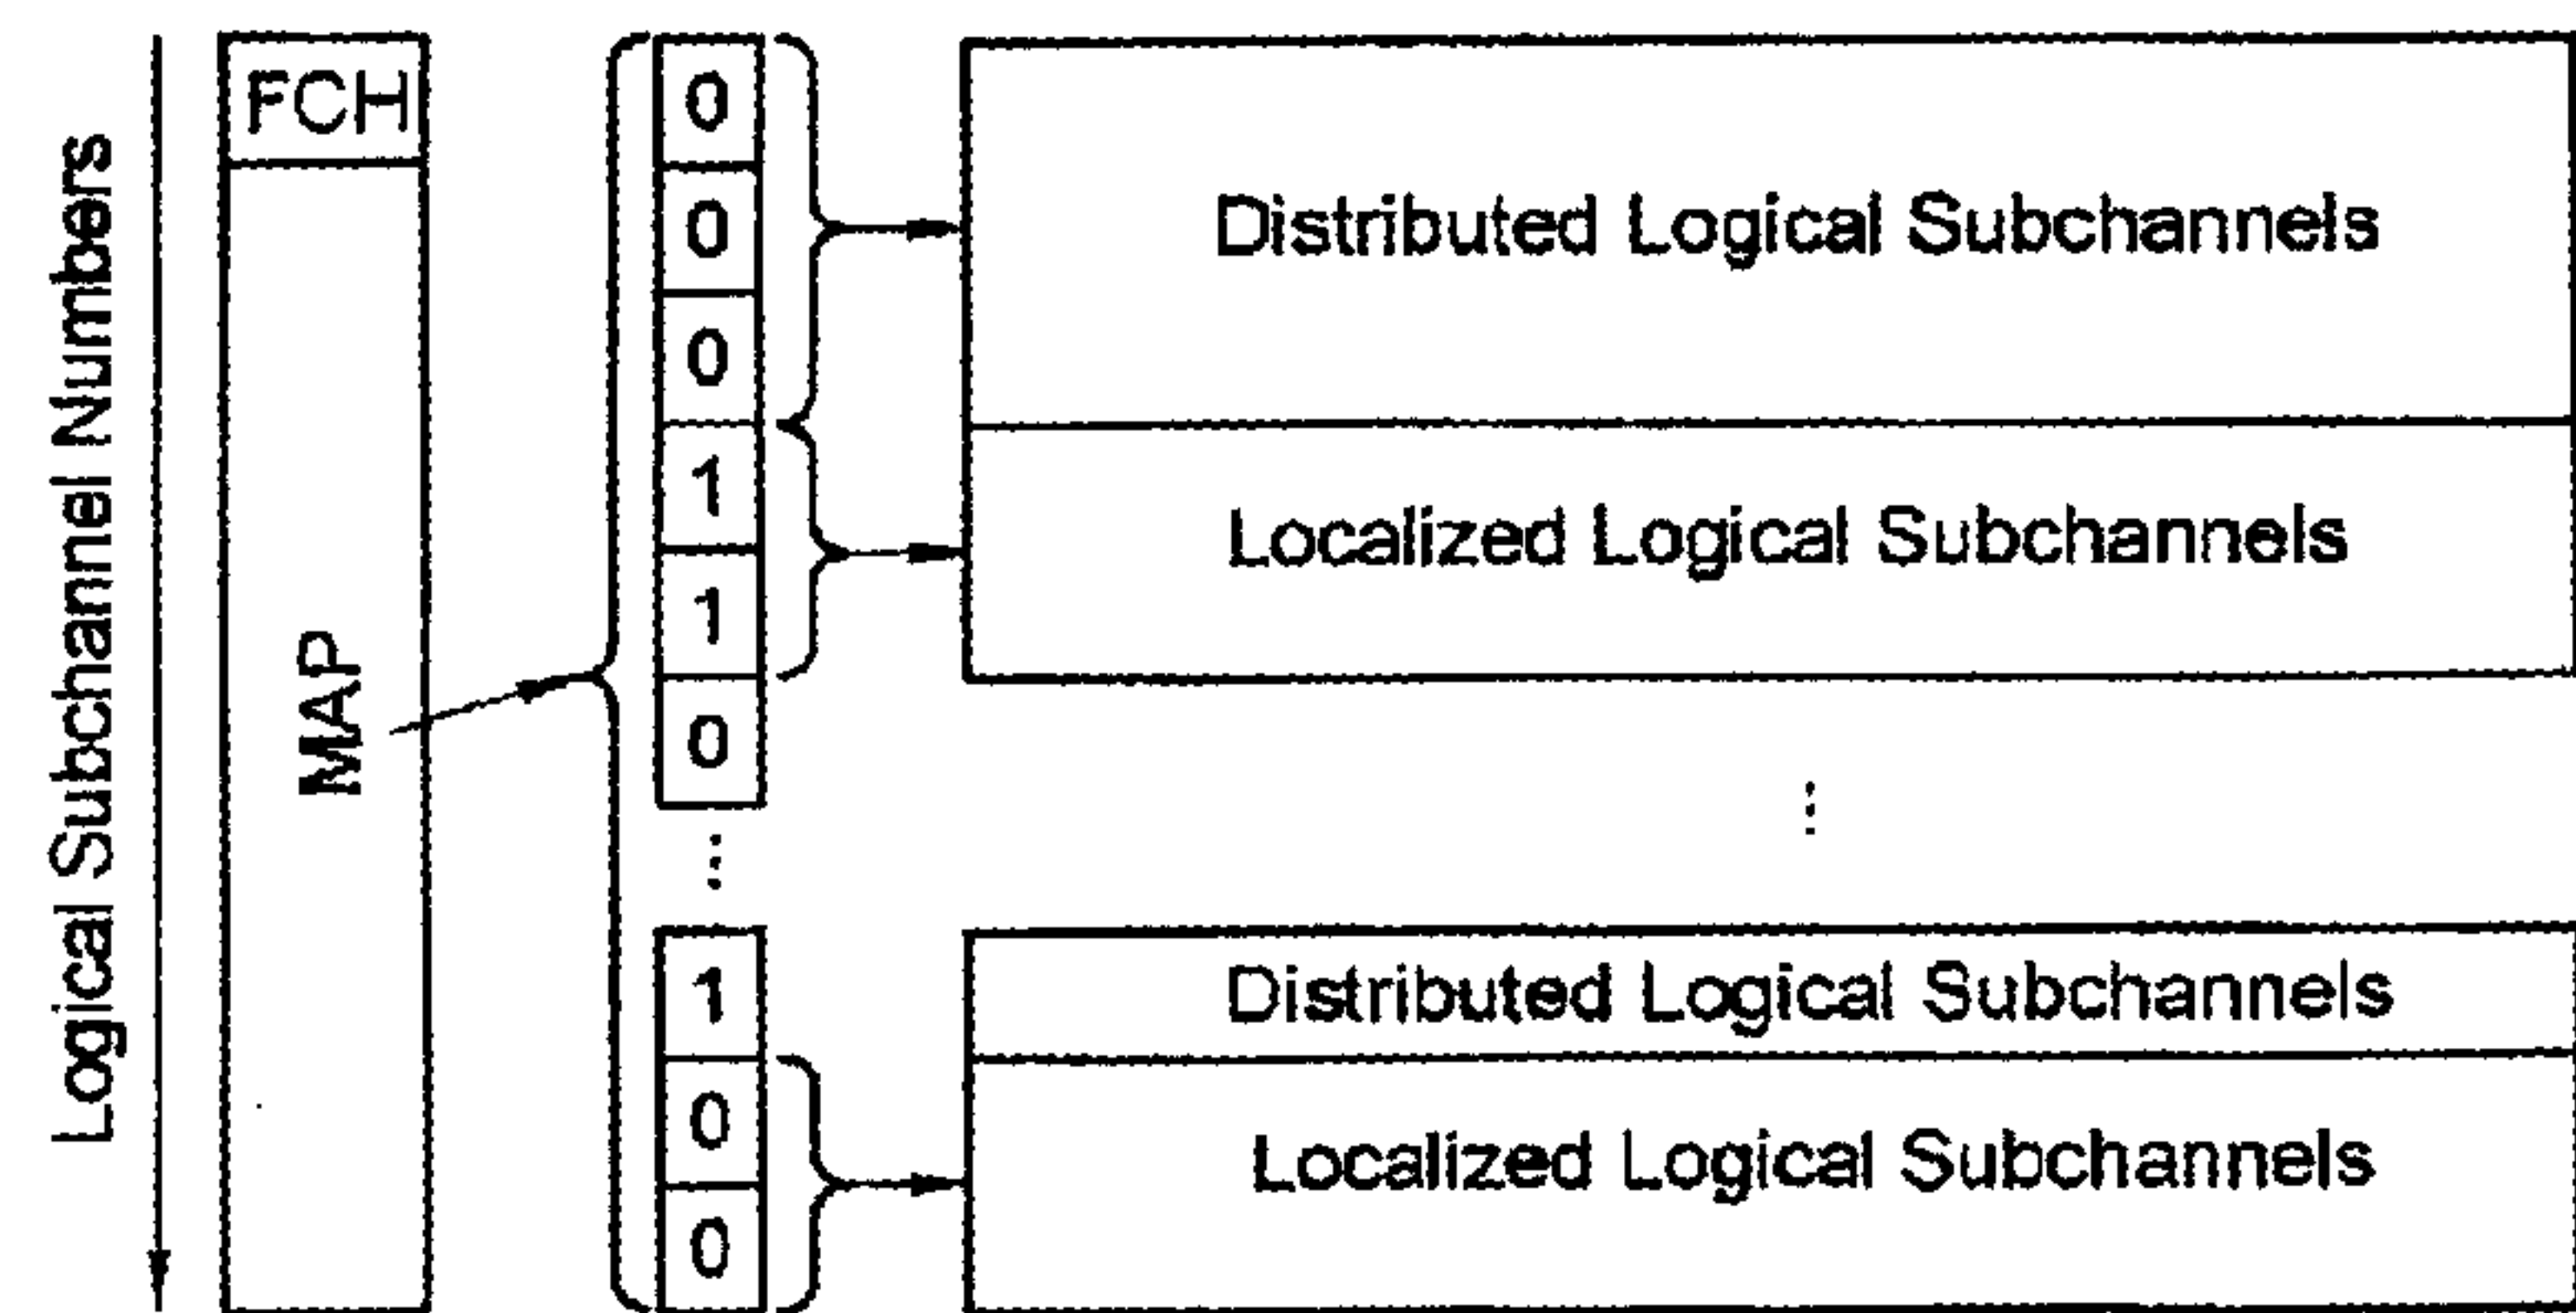 Logical Subchannel Numbers
FCH
MAP
0
0
0
1
1
0
⋮
1
0
0
Distributed Logical Subchannels
Localized Logical Subchannels
⋮
Distributed Logical Subchannels
Localized Logical Subchannels